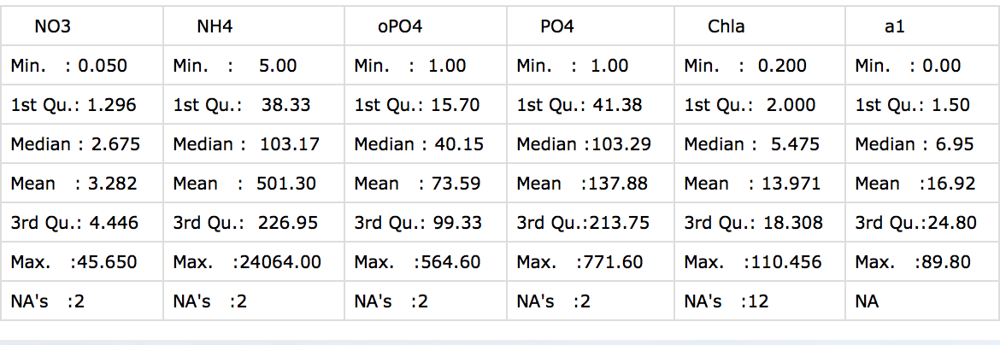 NO3 NH4 oPO4 PO4 Chla a1
Min. : 0.050 Min. : 5.00 Min. : 1.00 Min. : 1.00 Min. : 0.200 Min. : 0.00
1st Qu.: 1.296 1st Qu.: 38.33 1st Qu.: 15.70 1st Qu.: 41.38 1st Qu.: 2.000 1st Qu.: 1.50
Median : 2.675 Median : 103.17 Median : 40.15 Median :103.29 Median : 5.475 Median : 6.95
Mean : 3.282 Mean : 501.30 Mean : 73.59 Mean :137.88 Mean : 13.971 Mean :16.92
3rd Qu.: 4.446 3rd Qu.: 226.95 3rd Qu.: 99.33 3rd Qu.:213.75 3rd Qu.: 18.308 3rd Qu.:24.80
Max. :45.650 Max. :24064.00 Max. :564.60 Max. :771.60 Max. :110.456 Max. :89.80
NA's :2 NA's :2 NA's :2 NA's :2 NA's :12 NA